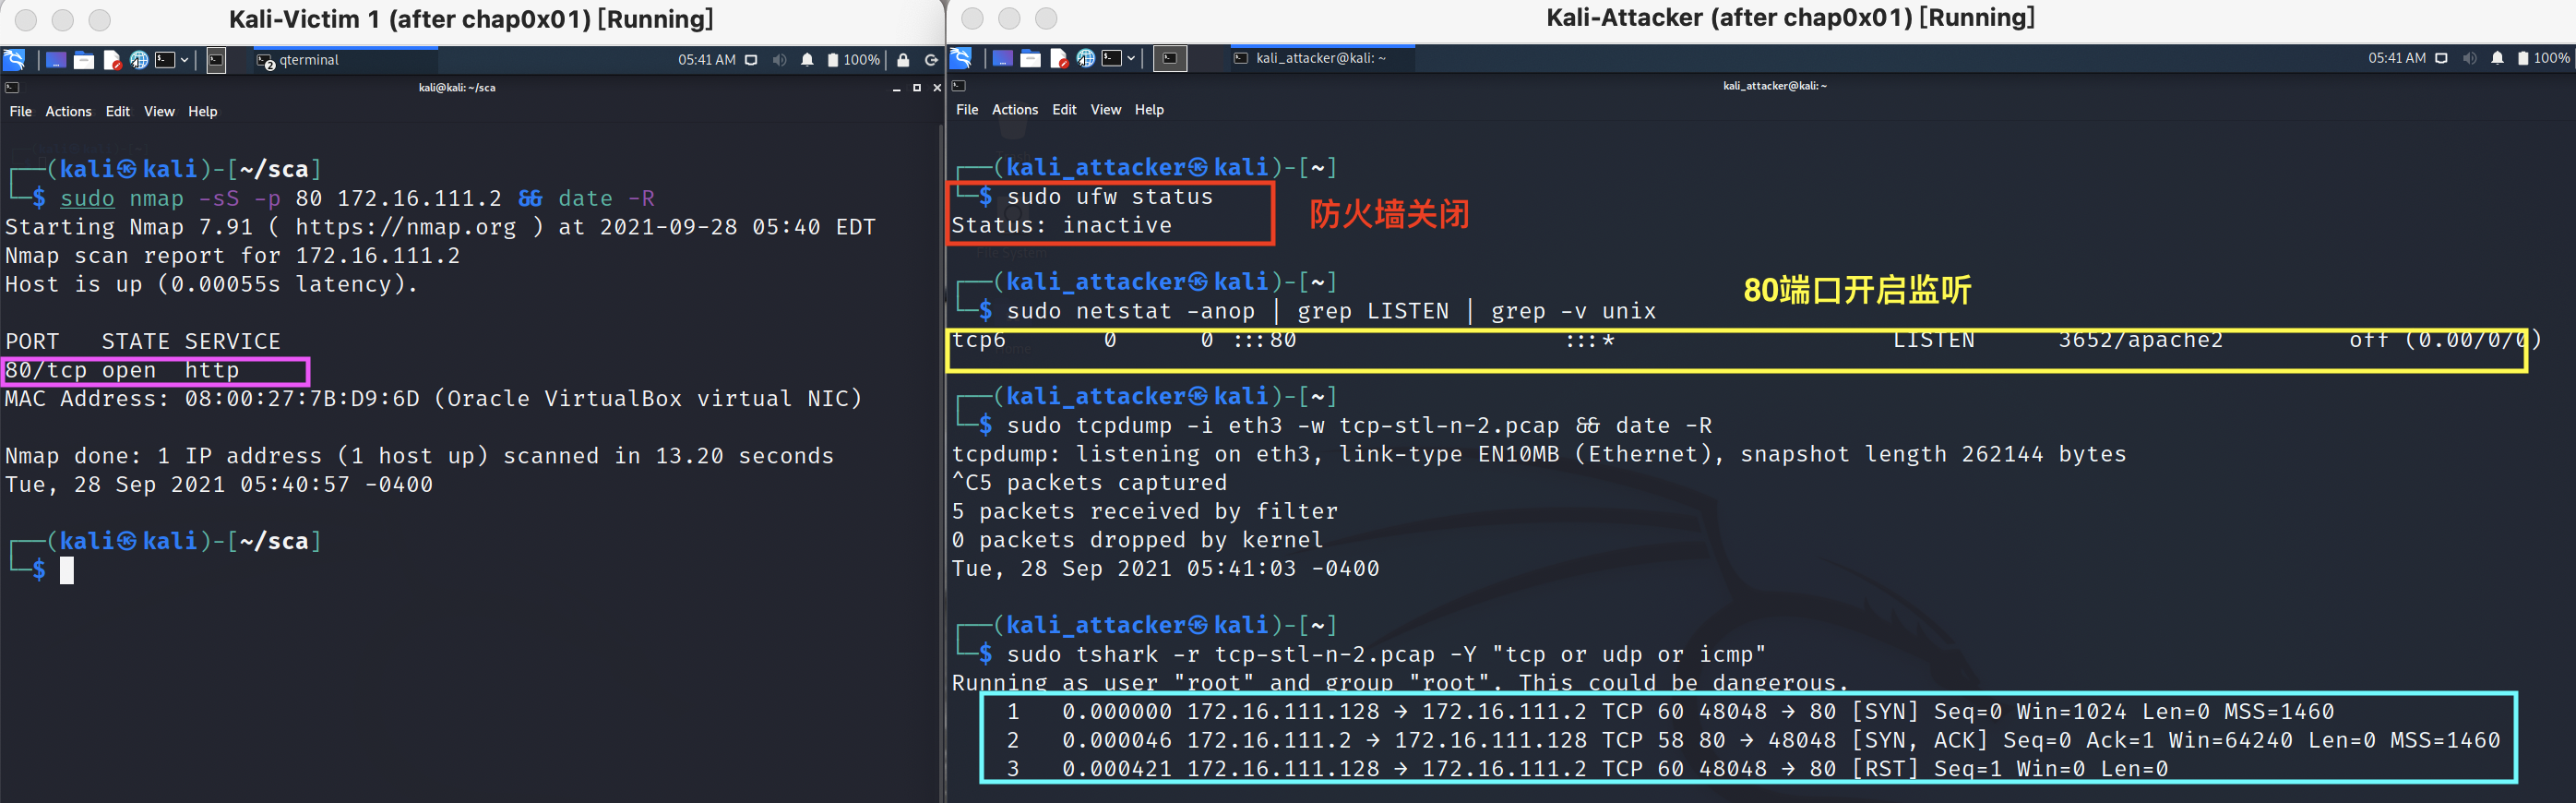 Kali-Victim 1 (after chap0x01) [Running]
qterminal
05:41 AM
100%
kali@kali: ~/sca
File Actions Edit View Help
┌──(kali㉿kali)-[~/sca]
└─$ sudo nmap -sS -p 80 172.16.111.2 && date -R
Starting Nmap 7.91 ( https://nmap.org ) at 2021-09-28 05:40 EDT
Nmap scan report for 172.16.111.2
Host is up (0.00055s latency).
PORT   STATE SERVICE
80/tcp open  http
MAC Address: 08:00:27:7B:D9:6D (Oracle VirtualBox virtual NIC)
Nmap done: 1 IP address (1 host up) scanned in 13.20 seconds
Tue, 28 Sep 2021 05:40:57 -0400
┌──(kali㉿kali)-[~/sca]
└─$
Kali-Attacker (after chap0x01) [Running]
kali_attacker@kali: ~
05:41 AM
100%
kali_attacker@kali: ~
File Actions Edit View Help
┌──(kali_attacker㉿kali)-[~]
└─$ sudo ufw status
Status: inactive
防火墙关闭
File System
┌──(kali_attacker㉿kali)-[~]
└─$ sudo netstat -anop | grep LISTEN | grep -v unix
80端口开启监听
tcp6       0      0 :::80                   :::*                    LISTEN      3652/apache2         off (0.00/0/0)
┌──(kali_attacker㉿kali)-[~]
└─$ sudo tcpdump -i eth3 -w tcp-stl-n-2.pcap && date -R
tcpdump: listening on eth3, link-type EN10MB (Ethernet), snapshot length 262144 bytes
^C5 packets captured
5 packets received by filter
0 packets dropped by kernel
Tue, 28 Sep 2021 05:41:03 -0400
┌──(kali_attacker㉿kali)-[~]
└─$ sudo tshark -r tcp-stl-n-2.pcap -Y "tcp or udp or icmp"
Running as user "root" and group "root". This could be dangerous.
1   0.000000 172.16.111.128 → 172.16.111.2 TCP 60 48048 → 80 [SYN] Seq=0 Win=1024 Len=0 MSS=1460
2   0.000046 172.16.111.2 → 172.16.111.128 TCP 58 80 → 48048 [SYN, ACK] Seq=0 Ack=1 Win=64240 Len=0 MSS=1460
3   0.000421 172.16.111.128 → 172.16.111.2 TCP 60 48048 → 80 [RST] Seq=1 Win=0 Len=0